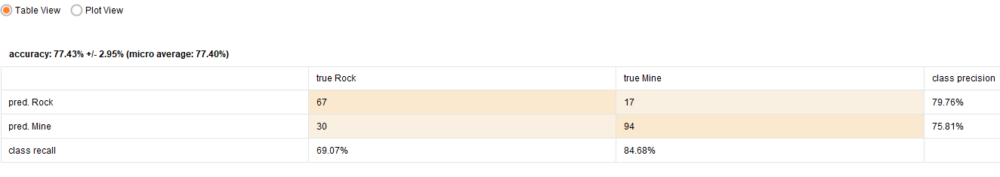 Table View Plot View
accuracy: 77.43% +/- 2.95% (micro average: 77.40%)
true Rock true Mine class precision
pred. Rock 67 17 79.76%
pred. Mine 30 94 75.81%
class recall 69.07% 84.68%